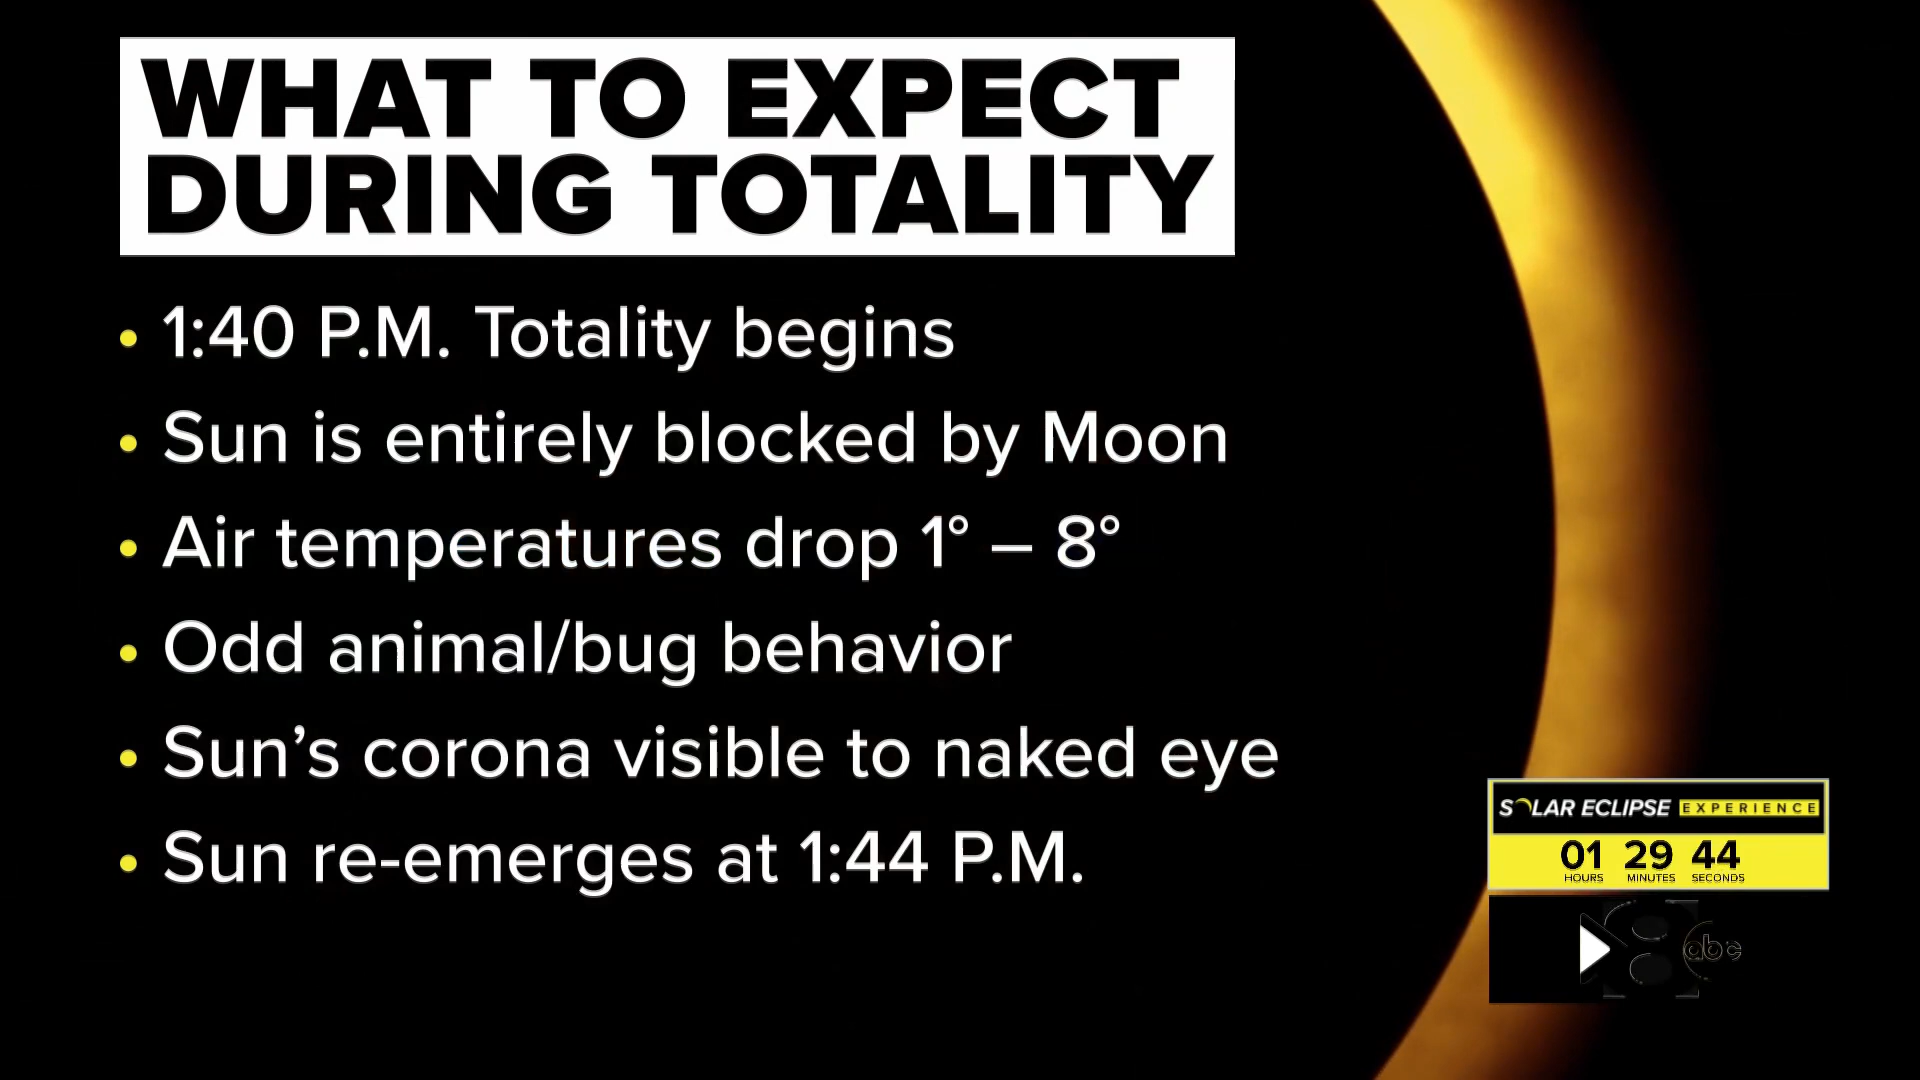 WHAT TO EXPECT
DURING TOTALITY
• 1:40 P.M. Totality begins
• Sun is entirely blocked by Moon
• Air temperatures drop 1° – 8°
• Odd animal/bug behavior
• Sun’s corona visible to naked eye
• Sun re-emerges at 1:44 P.M.
SOLAR ECLIPSE EXPERIENCE
01 29 44
HOURS MINUTES SECONDS
8 abc